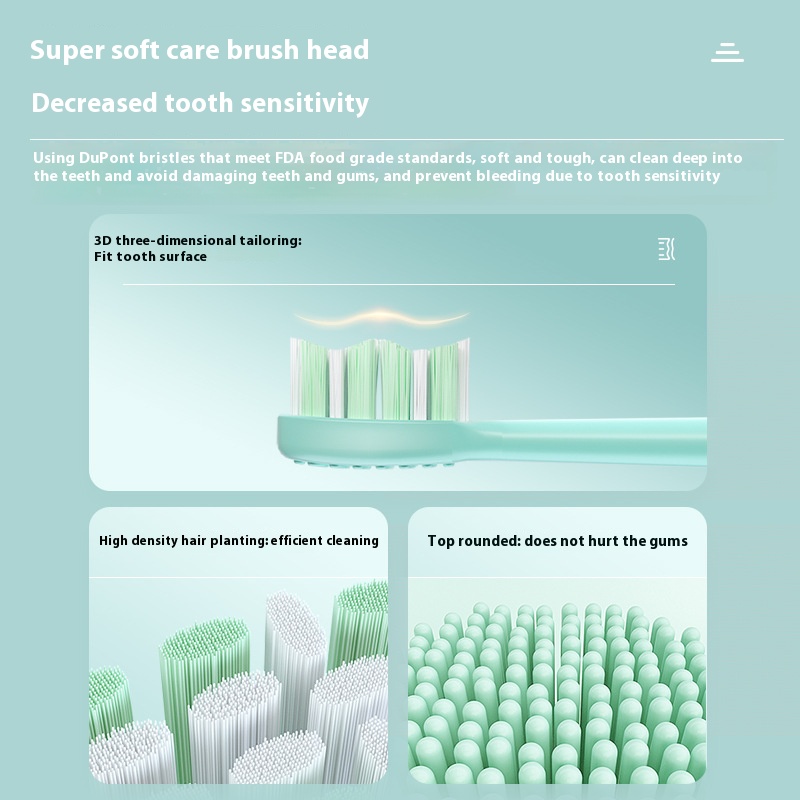 Super soft care brush head
Decreased tooth sensitivity
Using DuPont bristles that meet FDA food grade standards, soft and tough, can clean deep into
the teeth and avoid damaging teeth and gums, and prevent bleeding due to tooth sensitivity
3D three-dimensional tailoring:
Fit tooth surface
High density hair planting: efficient cleaning
Top rounded: does not hurt the gums